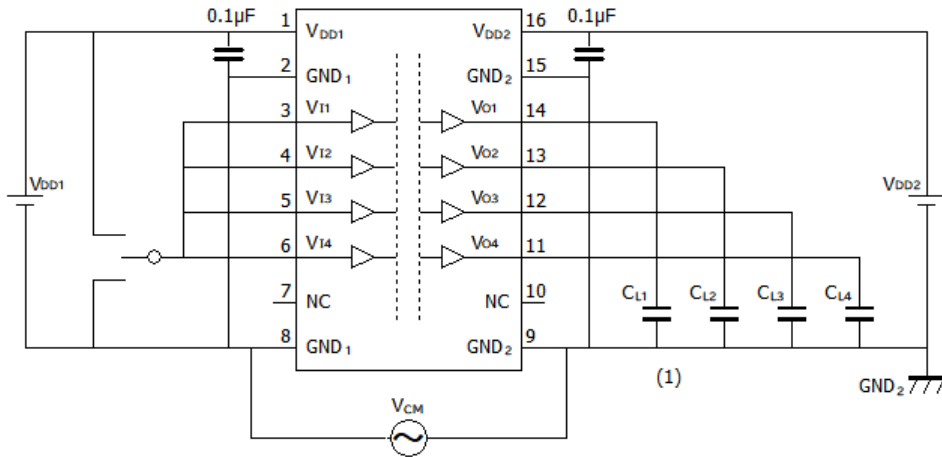 0.1μF 1 16 0.1μF
VDD1 VDD2
2 15
GND1 GND2
3 VI1 VO1 14
4 VI2 VO2 13
VDD1 VDD2
5 VI3 VO3 12
6 VI4 VO4 11
7 NC NC 10
CL1 CL2 CL3 CL4
8 GND1 GND2 9
(1)
GND2
VCM